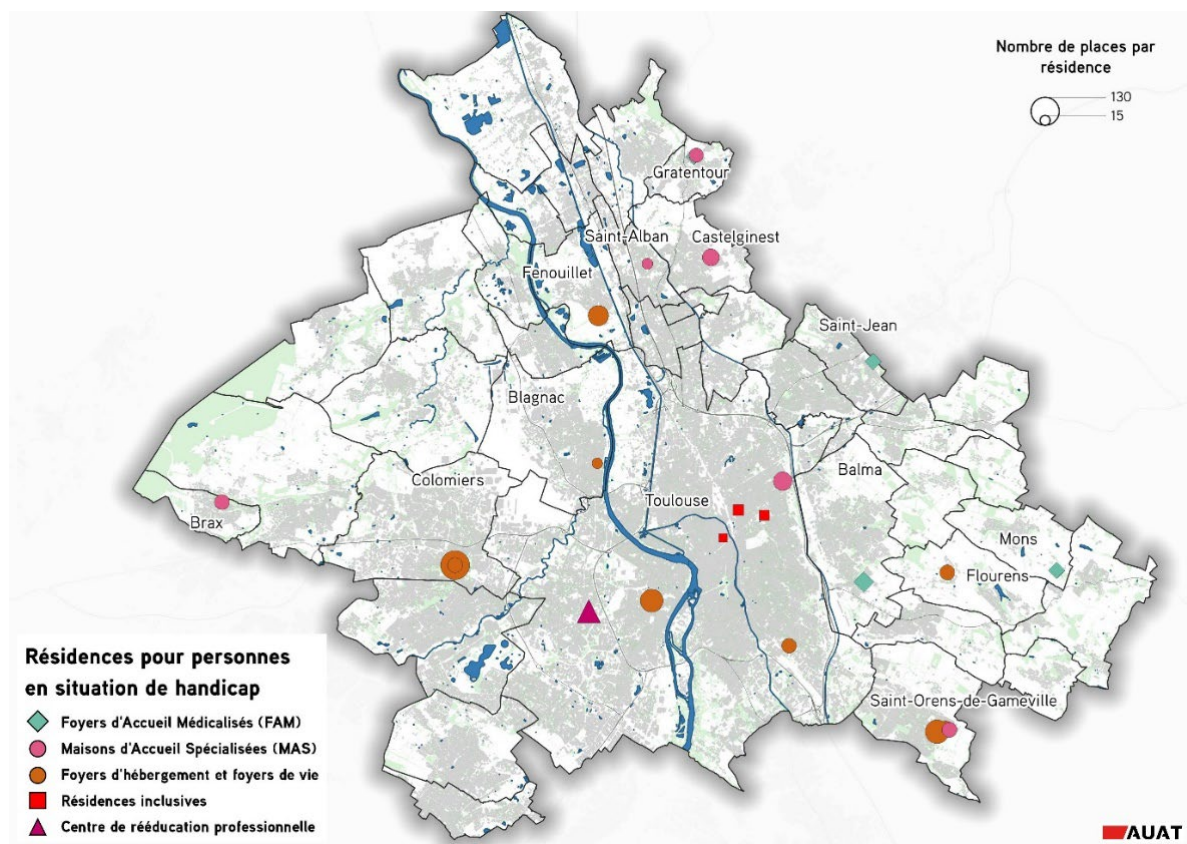 Nombre de places par
résidence
130
15
Gratentour
Saint-Alban
Castelginest
Fenouillet
Saint-Jean
Blagnac
Colomiers
Balma
Toulouse
Brax
Mons
Flourens
Saint-Orens-de-Gameville
Résidences pour personnes
en situation de handicap
Foyers d'Accueil Médicalisés (FAM)
Maisons d'Accueil Spécialisées (MAS)
Foyers d'hébergement et foyers de vie
Résidences inclusives
Centre de rééducation professionnelle
AUAT